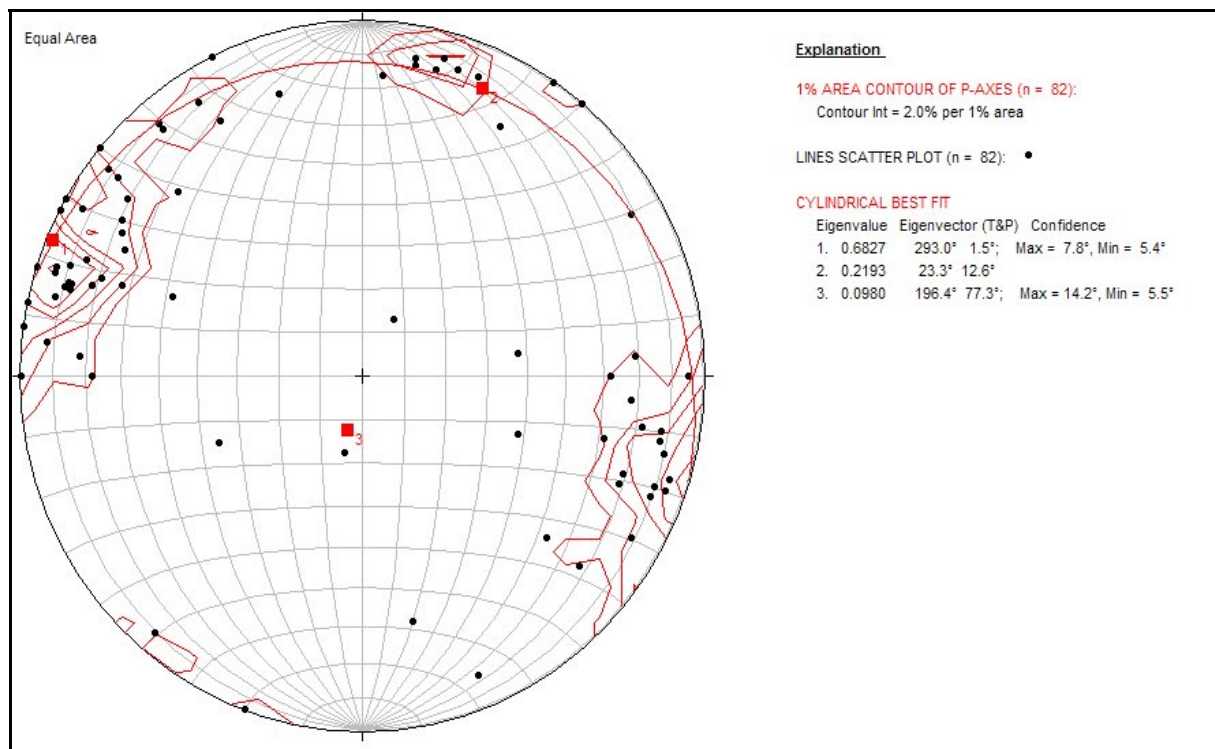 Equal Area
Explanation
1% AREA CONTOUR OF P-AXES (n = 82):
Contour Int = 2.0% per 1% area
LINES SCATTER PLOT (n = 82):
CYLINDRICAL BEST FIT
Eigenvalue Eigenvector (T&P) Confidence
1. 0.6827 293.0° 1.5°; Max = 7.8°, Min = 5.4°
2. 0.2193 23.3° 12.6°
3. 0.0980 196.4° 77.3°; Max = 14.2°, Min = 5.5°
2
1
3